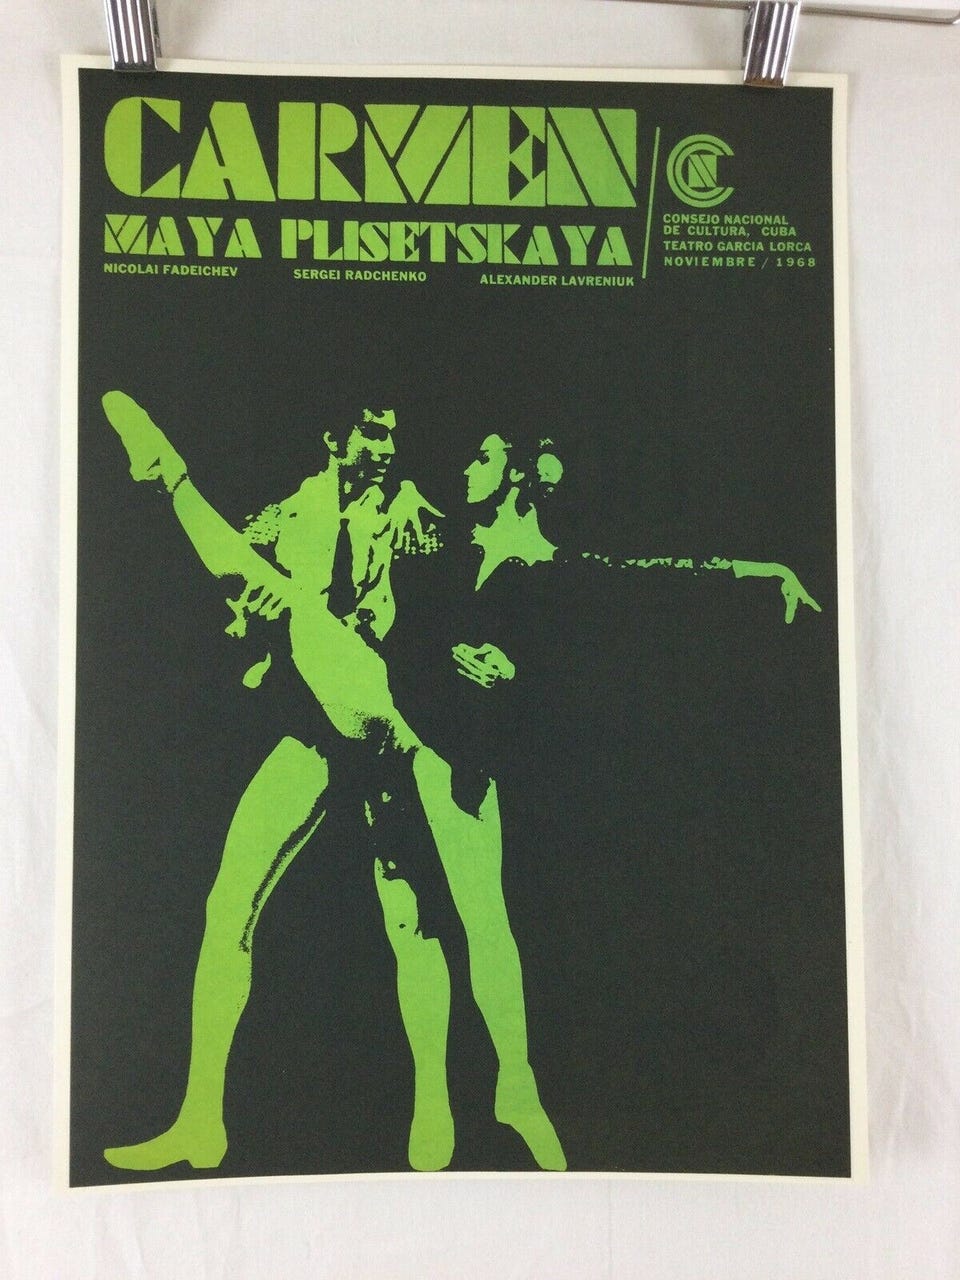 CARMEN
MAYA PLISETSKAYA
NICOLAI FADEICHEV SERGEI RADCHENKO ALEXANDER LAVRENIUK
CNC
CONSEJO NACIONAL
DE CULTURA, CUBA
TEATRO GARCIA LORCA
NOVIEMBRE / 1968